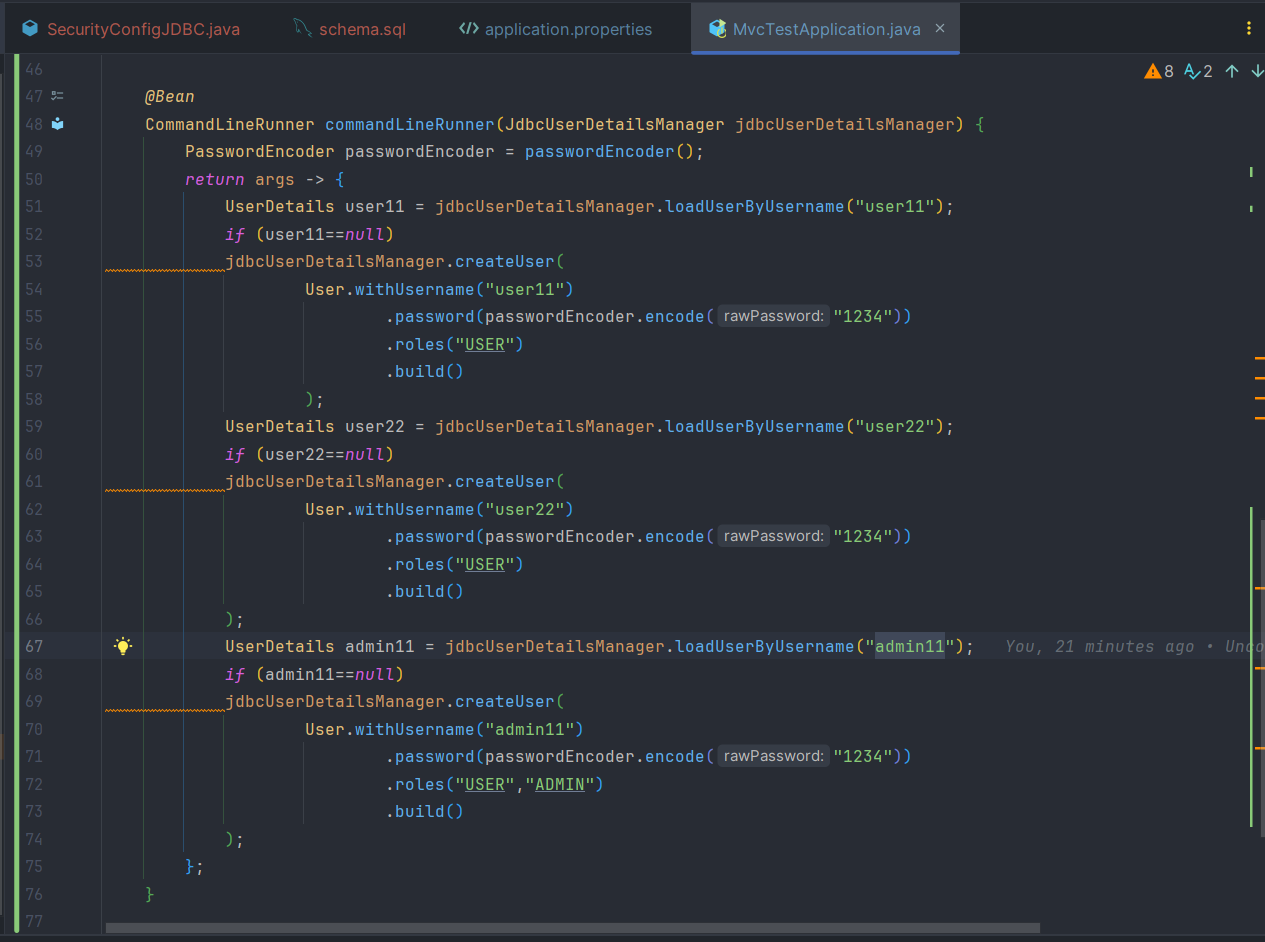 SecurityConfigJDBC.java schema.sql </> application.properties MvcTestApplication.java ×
46 8 2
47 @Bean
48 CommandLineRunner commandLineRunner(JdbcUserDetailsManager jdbcUserDetailsManager) {
49 PasswordEncoder passwordEncoder = passwordEncoder();
50 return args -> {
51 UserDetails user11 = jdbcUserDetailsManager.loadUserByUsername("user11");
52 if (user11==null)
53 jdbcUserDetailsManager.createUser(
54 User.withUsername("user11")
55 .password(passwordEncoder.encode( rawPassword: "1234"))
56 .roles("USER")
57 .build()
58 );
59 UserDetails user22 = jdbcUserDetailsManager.loadUserByUsername("user22");
60 if (user22==null)
61 jdbcUserDetailsManager.createUser(
62 User.withUsername("user22")
63 .password(passwordEncoder.encode( rawPassword: "1234"))
64 .roles("USER")
65 .build()
66 );
67 UserDetails admin11 = jdbcUserDetailsManager.loadUserByUsername("admin11"); You, 21 minutes ago • Unco
68 if (admin11==null)
69 jdbcUserDetailsManager.createUser(
70 User.withUsername("admin11")
71 .password(passwordEncoder.encode( rawPassword: "1234"))
72 .roles("USER","ADMIN")
73 .build()
74 );
75 };
76 }
77